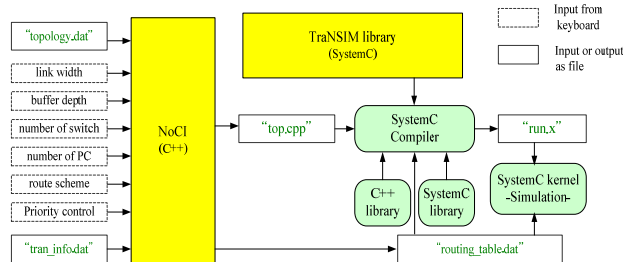 "topology.dat"
link width
buffer depth
number of switch
number of PC
route scheme
Priority control
"tran_info.dat"
NoCI
(C++)
TraNSIM library
(SystemC)
"top.cpp"
SystemC
Compiler
"run.x"
C++
library
SystemC
library
SystemC kernel
-Simulation-
"routing_table.dat"
Input from
keyboard
Input or output
as file